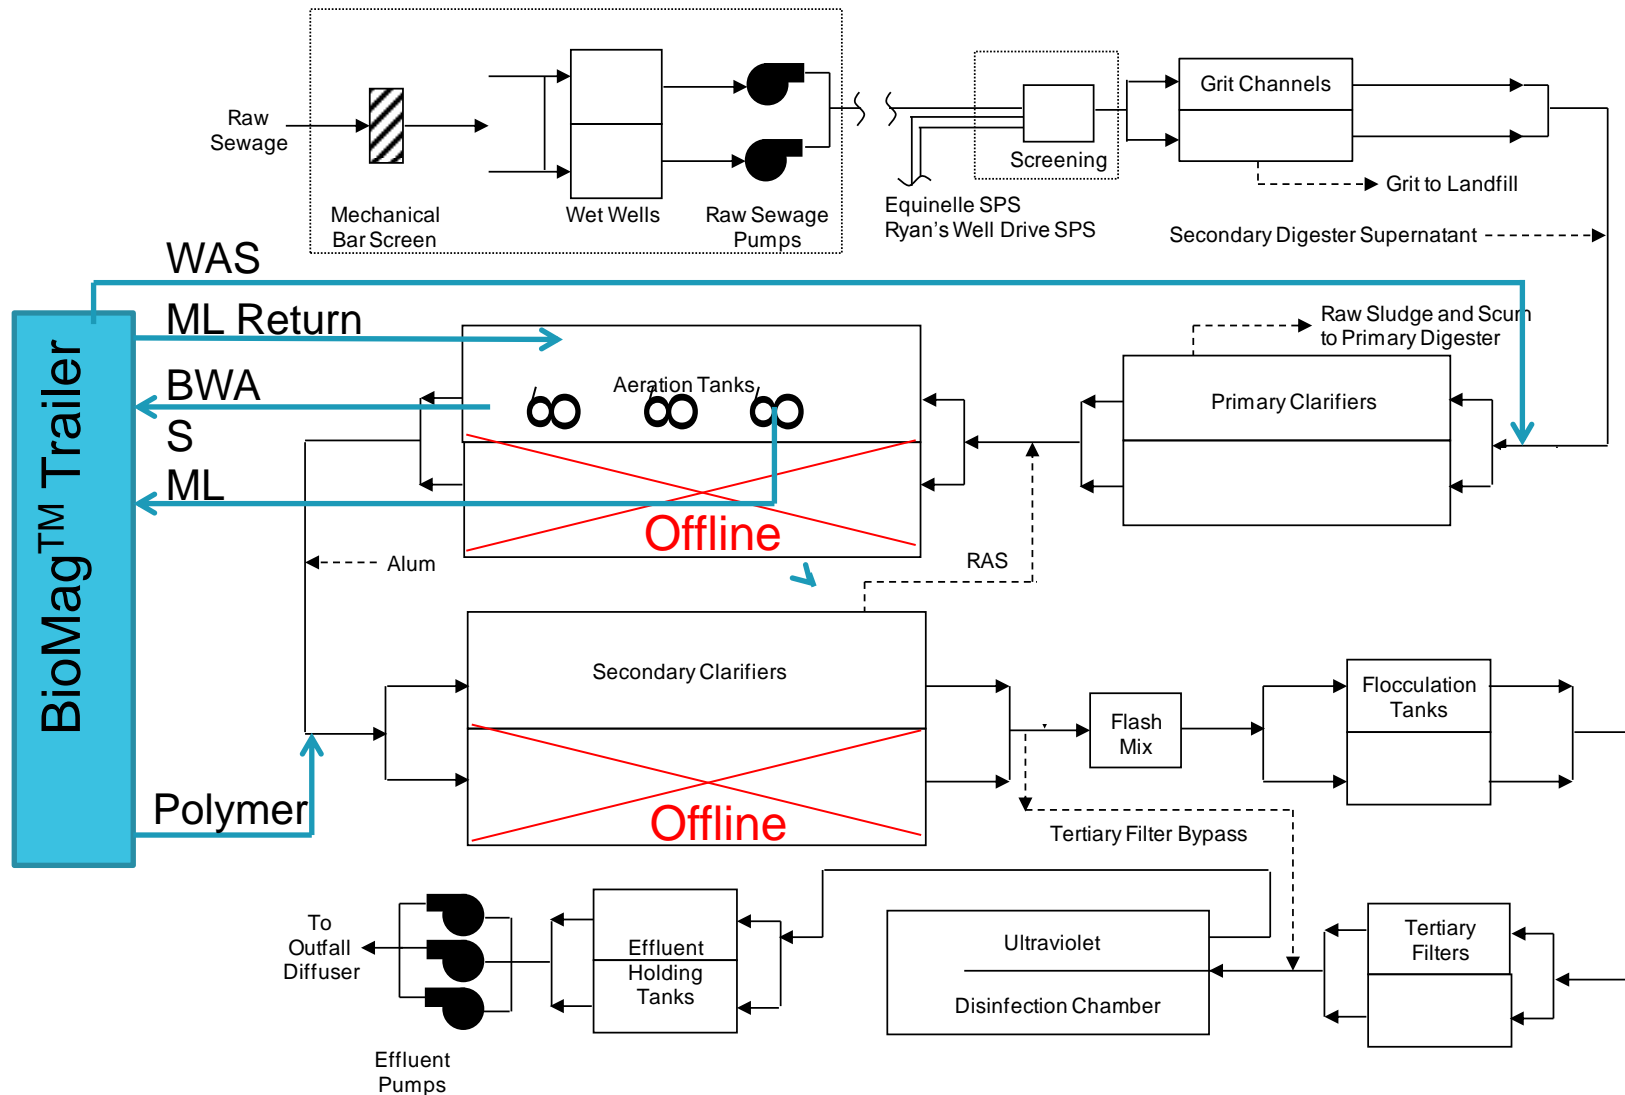 Raw
Sewage
Mechanical
Bar Screen
Wet Wells
Raw Sewage
Pumps
Screening
Equinelle SPS
Ryan's Well Drive SPS
Grit Channels
Grit to Landfill
Secondary Digester Supernatant
WAS
ML Return
BWA
S
ML
BioMag™ Trailer
Polymer
Aeration Tanks
Offline
Raw Sludge and Scum
to Primary Digester
Primary Clarifiers
Alum
RAS
Secondary Clarifiers
Offline
Flash
Mix
Flocculation
Tanks
Tertiary Filter Bypass
To
Outfall
Diffuser
Effluent
Pumps
Effluent
Holding
Tanks
Ultraviolet
Disinfection Chamber
Tertiary
Filters